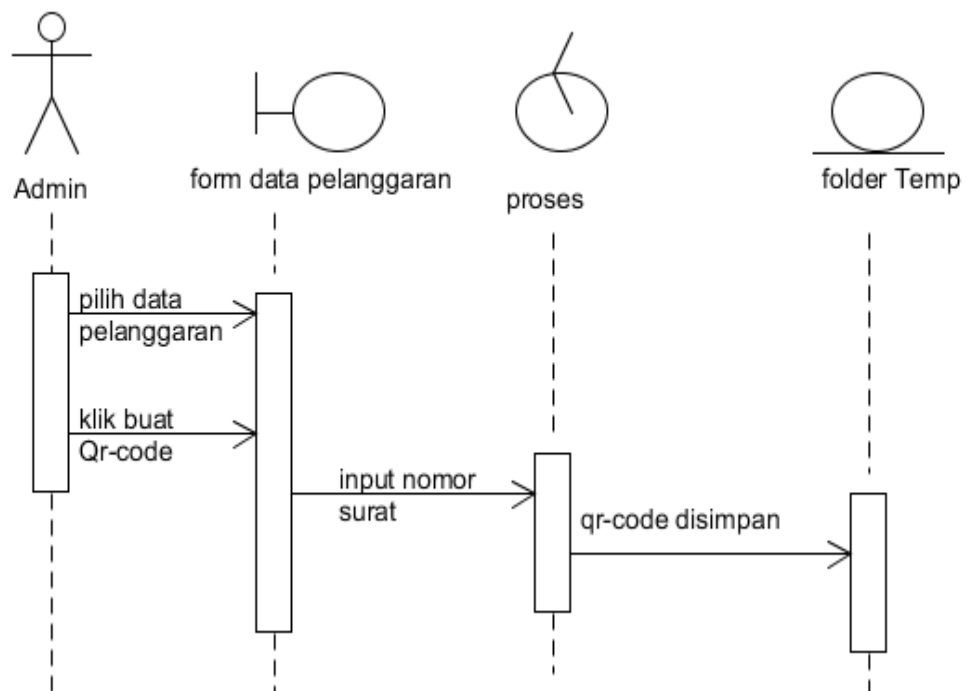 Admin
form data pelanggaran
proses
folder Temp
pilih data
pelanggaran
klik buat
Qr-code
input nomor
surat
qr-code disimpan